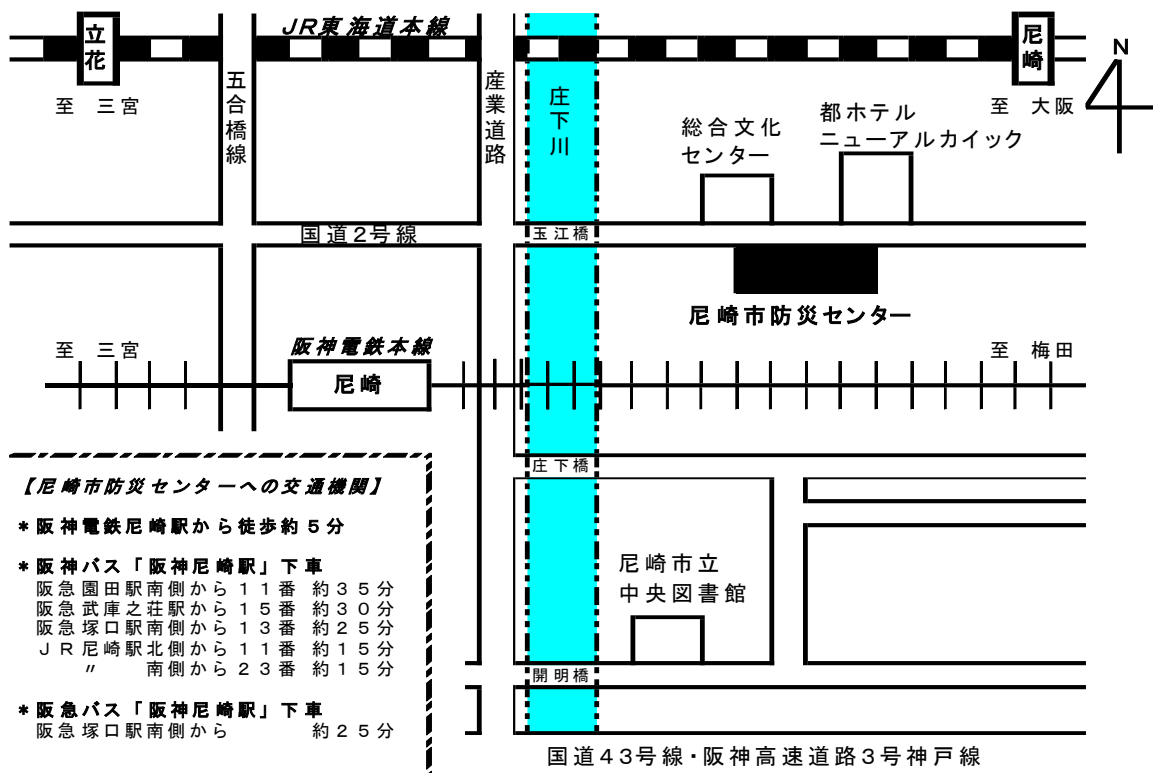 JR東海道本線
立花
尼崎
N
至 三宮
五合橋線
産業道路
庄下川
至 大阪
総合文化
センター
都ホテル
ニューアルカイック
国道2号線
玉江橋
尼崎市防災センター
至 三宮
阪神電鉄本線
至 梅田
尼崎
庄下橋
【尼崎市防災センターへの交通機関】
*阪神電鉄尼崎駅から徒歩約5分
*阪神バス「阪神尼崎駅」下車
阪急園田駅南側から11番 約35分
阪急武庫之荘駅から15番 約30分
阪急塚口駅南側から13番 約25分
JR尼崎駅北側から11番 約15分
〃 南側から23番 約15分
*阪急バス「阪神尼崎駅」下車
阪急塚口駅南側から 約25分
尼崎市立
中央図書館
開明橋
国道43号線・阪神高速道路3号神戸線